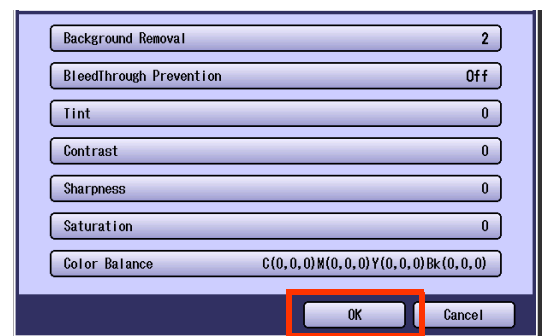 Background Removal 2
BleedThrough Prevention Off
Tint 0
Contrast 0
Sharpness 0
Saturation 0
Color Balance C(0,0,0)M(0,0,0)Y(0,0,0)Bk(0,0,0)
OK Cancel